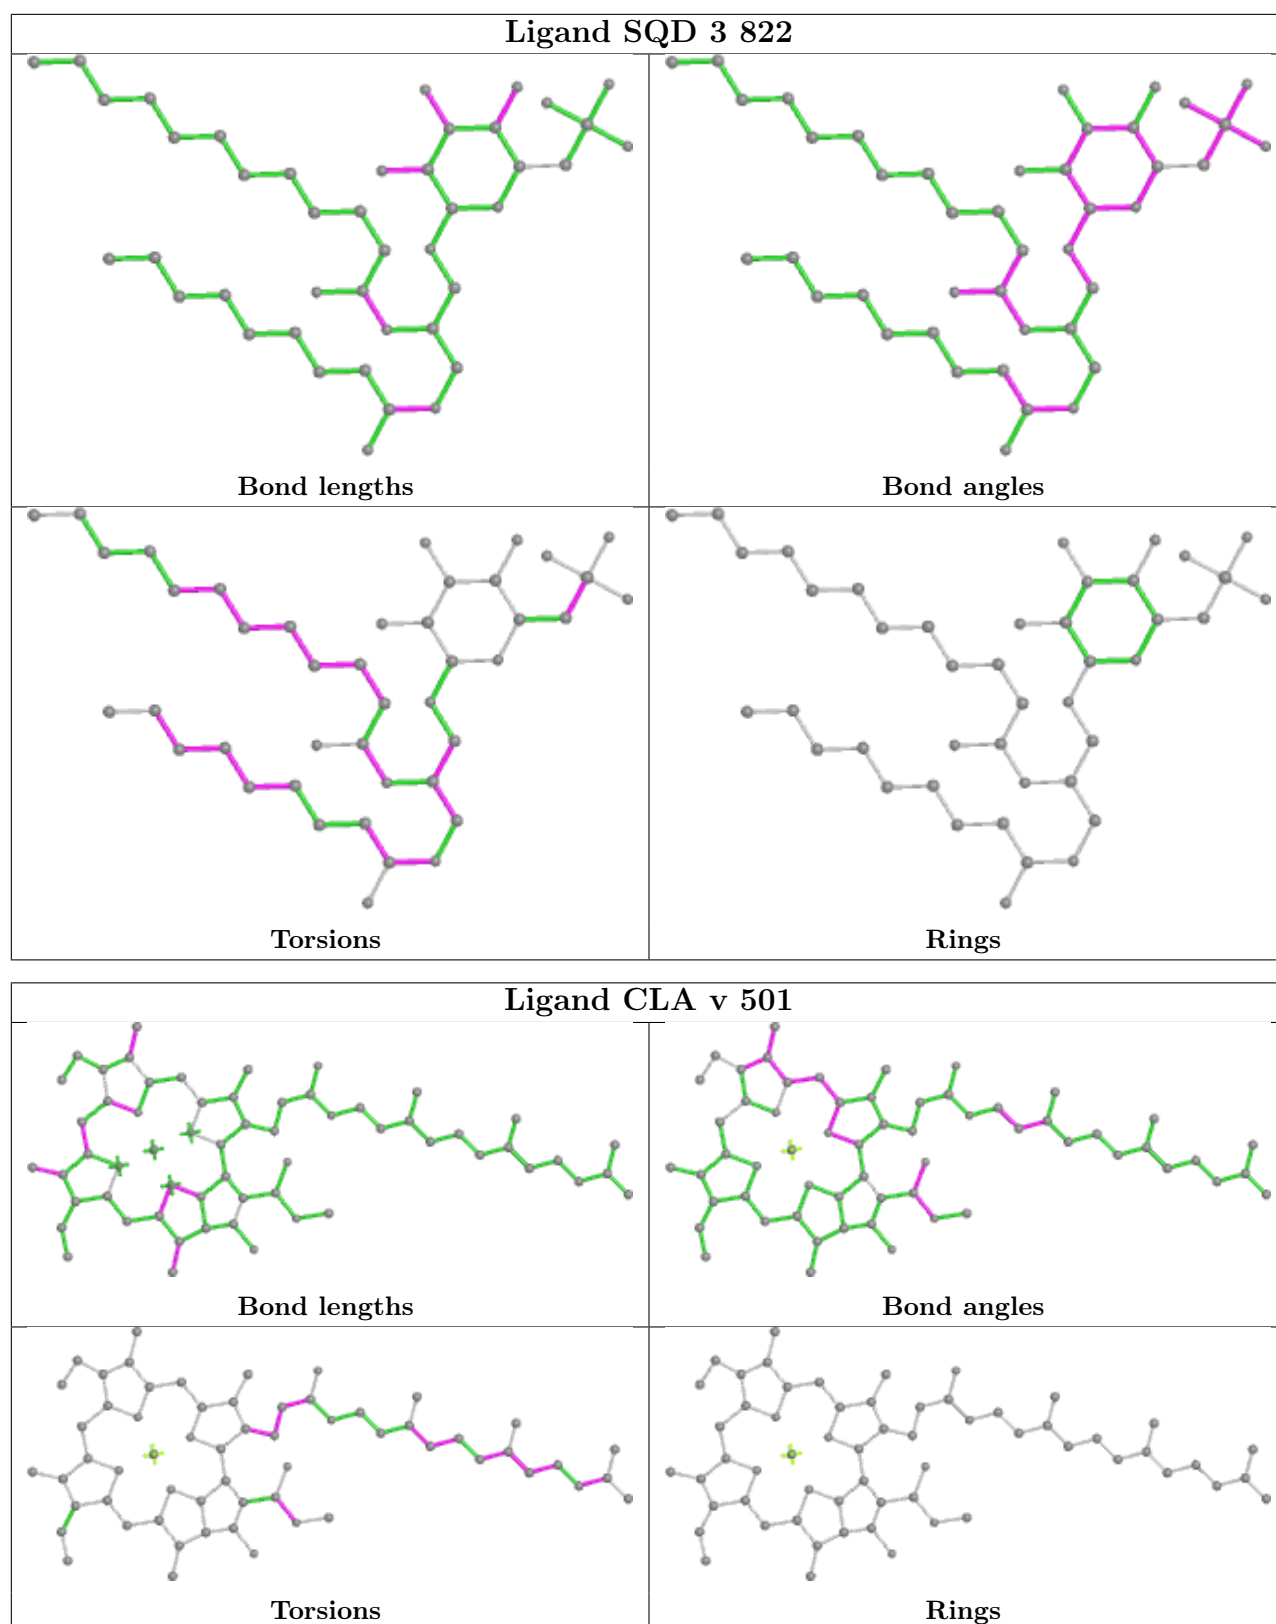 Ligand SQD 3 822
Bond lengths
Bond angles
Torsions
Rings
Ligand CLA v 501
Bond lengths
Bond angles
Torsions
Rings